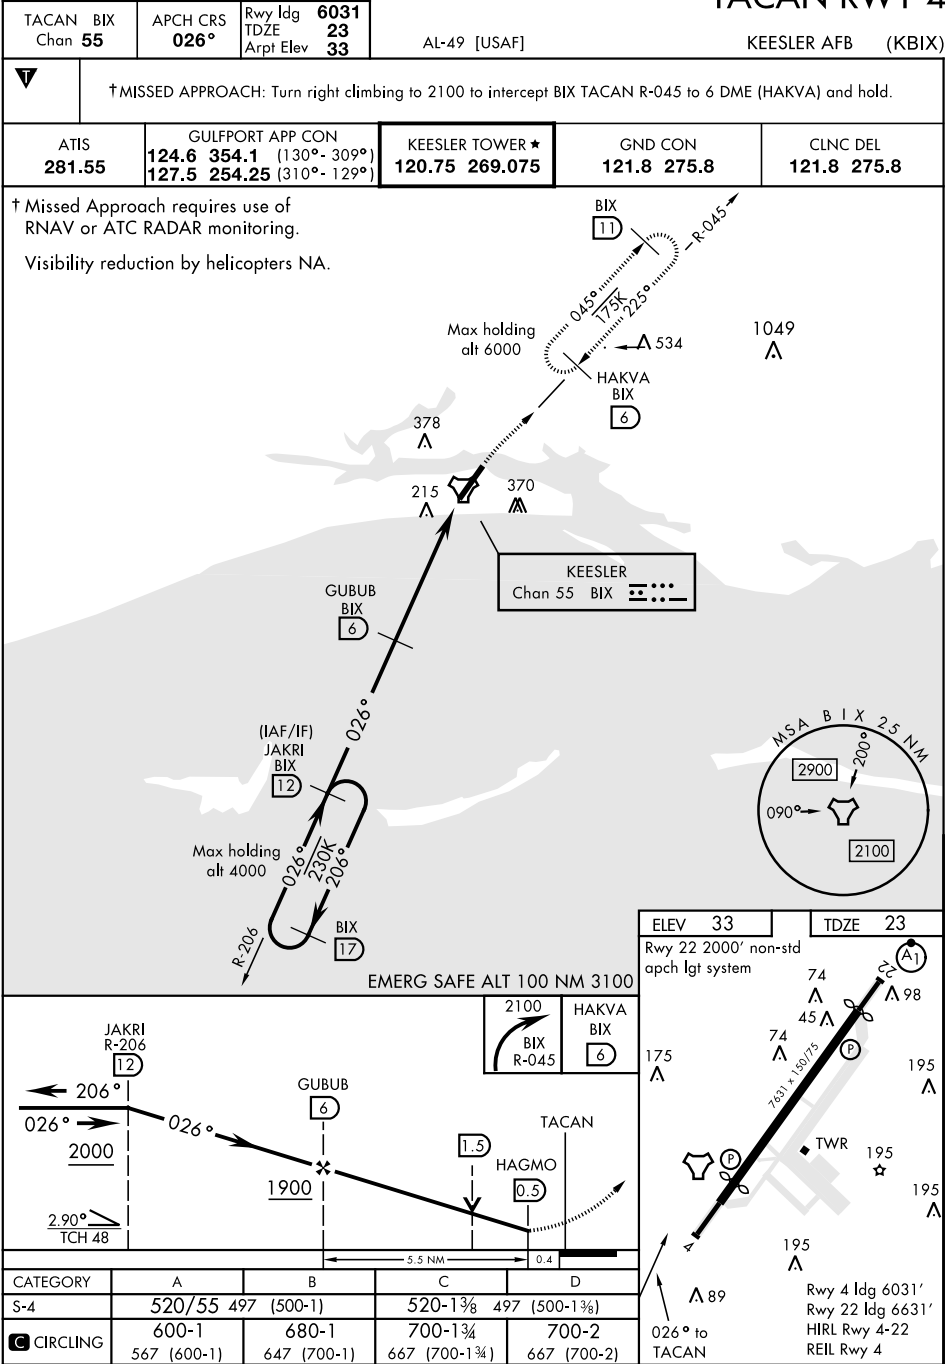 TACAN RWY 4
TACAN BIX
Chan 55
APCH CRS
026°
Rwy ldg 6031
TDZE 23
Arpt Elev 33
AL-49 [USAF]
KEESLER AFB (KBIX)
T
†MISSED APPROACH: Turn right climbing to 2100 to intercept BIX TACAN R-045 to 6 DME (HAKVA) and hold.
ATIS
281.55
GULFPORT APP CON
124.6 354.1 (130°- 309°)
127.5 254.25 (310°- 129°)
KEESLER TOWER★
120.75 269.075
GND CON
121.8 275.8
CLNC DEL
121.8 275.8
† Missed Approach requires use of
RNAV or ATC RADAR monitoring.
Visibility reduction by helicopters NA.
BIX
11
R-045
045°
175K
225°
Max holding
alt 6000
534
1049
HAKVA
BIX
6
378
215
370
KEESLER
Chan 55 BIX
GUBUB
BIX
6
026°
(IAF/IF)
JAKRI
BIX
12
Max holding
alt 4000
026°
230K
206°
BIX
17
R-206
MSA BIX 25 NM
2900
200°
090°
2100
EMERG SAFE ALT 100 NM 3100
ELEV 33
TDZE 23
Rwy 22 2000' non-std
apch lgt system
A1
22
74
98
45
74
P
175
7631 x 150/75
195
TWR
195
P
195
4
195
89
026° to
TACAN
Rwy 4 ldg 6031'
Rwy 22 ldg 6631'
HIRL Rwy 4-22
REIL Rwy 4
2100
BIX
R-045
HAKVA
BIX
6
JAKRI
R-206
12
206°
026°
2000
026°
GUBUB
6
1900
1.5
HAGMO
0.5
TACAN
2.90°
TCH 48
5.5 NM
0.4
CATEGORY A B C D
S-4 520/55 497 (500-1) 520-1⅜ 497 (500-1⅜)
C CIRCLING 600-1 680-1 700-1¾ 700-2
567 (600-1) 647 (700-1) 667 (700-1¾) 667 (700-2)